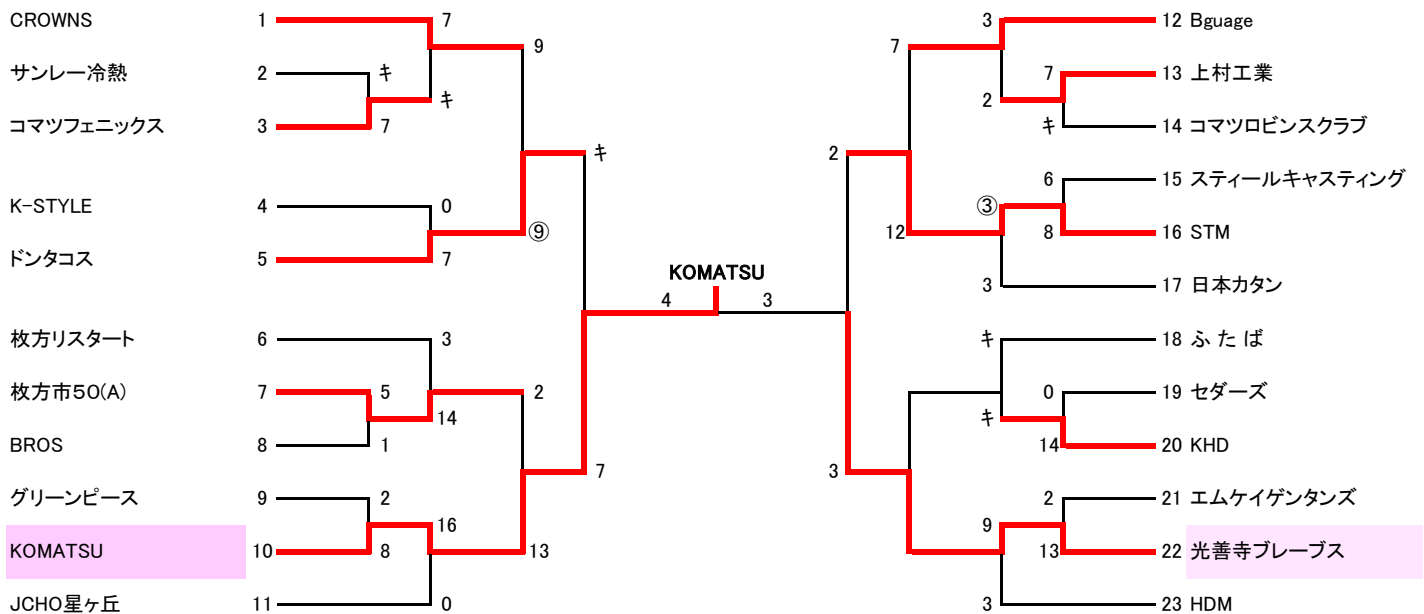 CROWNS 1 7 3 12 Bguage
9 7
サンレー冷熱 2 キ 7 13 上村工業
キ 2
コマツフェニックス 3 7 キ 14 コマツロビンスクラブ
キ 2
6 15 スティールキャスティング
K-STYLE 4 0 ③
⑨ 12 8 16 STM
ドンタコス 5 7
KOMATSU 3 17 日本カタン
4 3
枚方リスタート 6 3 キ 18 ふ た ば
枚方市50(A) 7 5 2 0 19 セダーズ
14 キ
BROS 8 1 14 20 KHD
7 3
グリーンピース 9 2 2 21 エムケイゲンタンズ
16 9
KOMATSU 10 8 13 13 22 光善寺ブレーブス
JCHO星ヶ丘 11 0 3 23 HDM